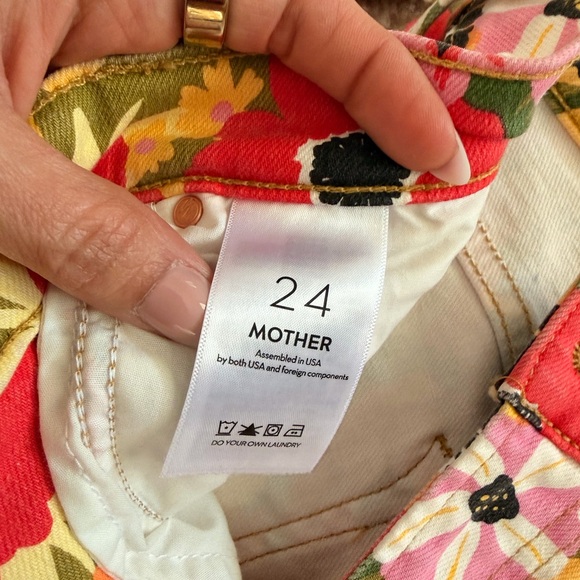 24
MOTHER
Assembled in USA
by both USA and foreign components
DO YOUR OWN LAUNDRY